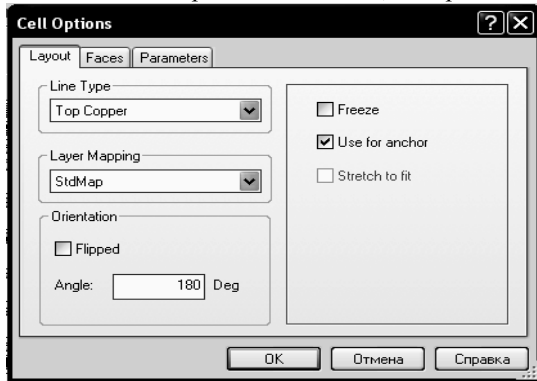 Cell Options
Layout Faces Parameters
Line Type
Top Copper
Freeze
Use for anchor
Layer Mapping
StdMap
Stretch to fit
Orientation
Flipped
Angle: 180 Deg
OK Отмена Справка